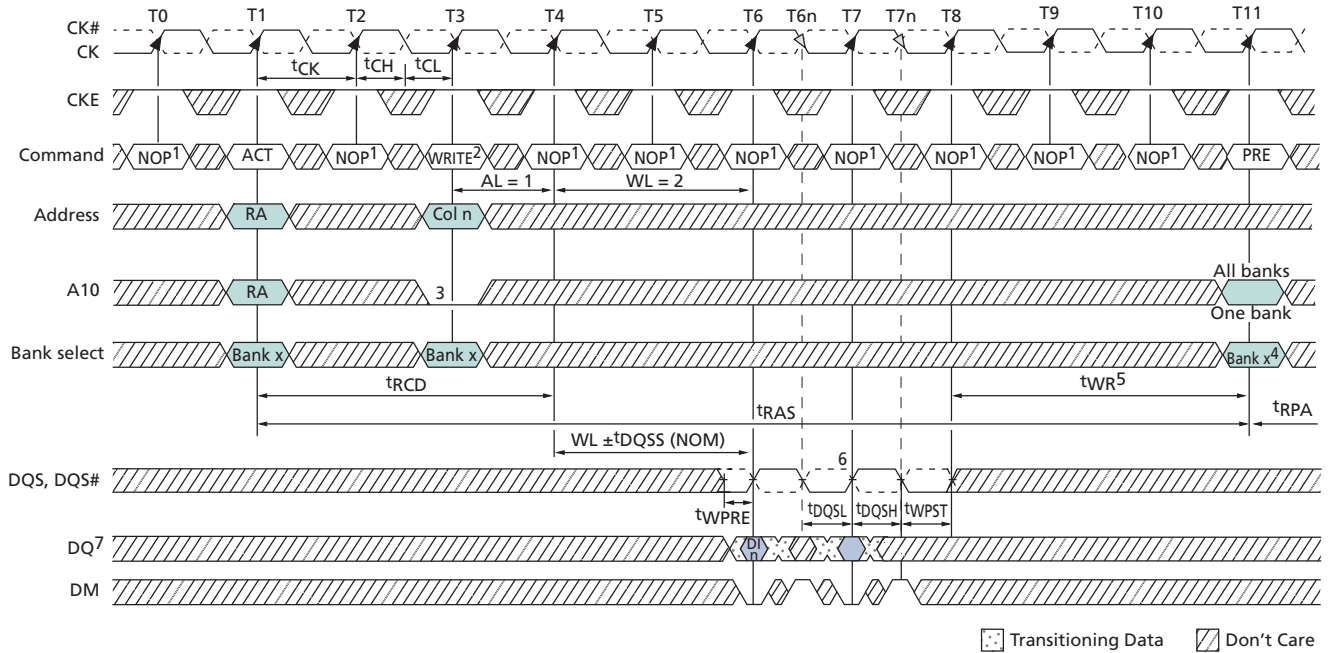 T0 T1 T2 T3 T4 T5 T6 T6n T7 T7n T8 T9 T10 T11
CK#
CK
tCK tCH tCL
CKE
Command NOP1 ACT NOP1 WRITE2 NOP1 NOP1 NOP1 NOP1 NOP1 NOP1 NOP1 PRE
AL = 1 WL = 2
Address RA Col n
All banks
A10 RA 3
One bank
Bank select Bank x Bank x Bank x4
tRCD tWR5
tRAS tRPA
WL ±tDQSS (NOM)
6
DQS, DQS#
tWPRE tDQSL tDQSH tWPST
DQ7 DI
n
DM
Transitioning Data Don't Care